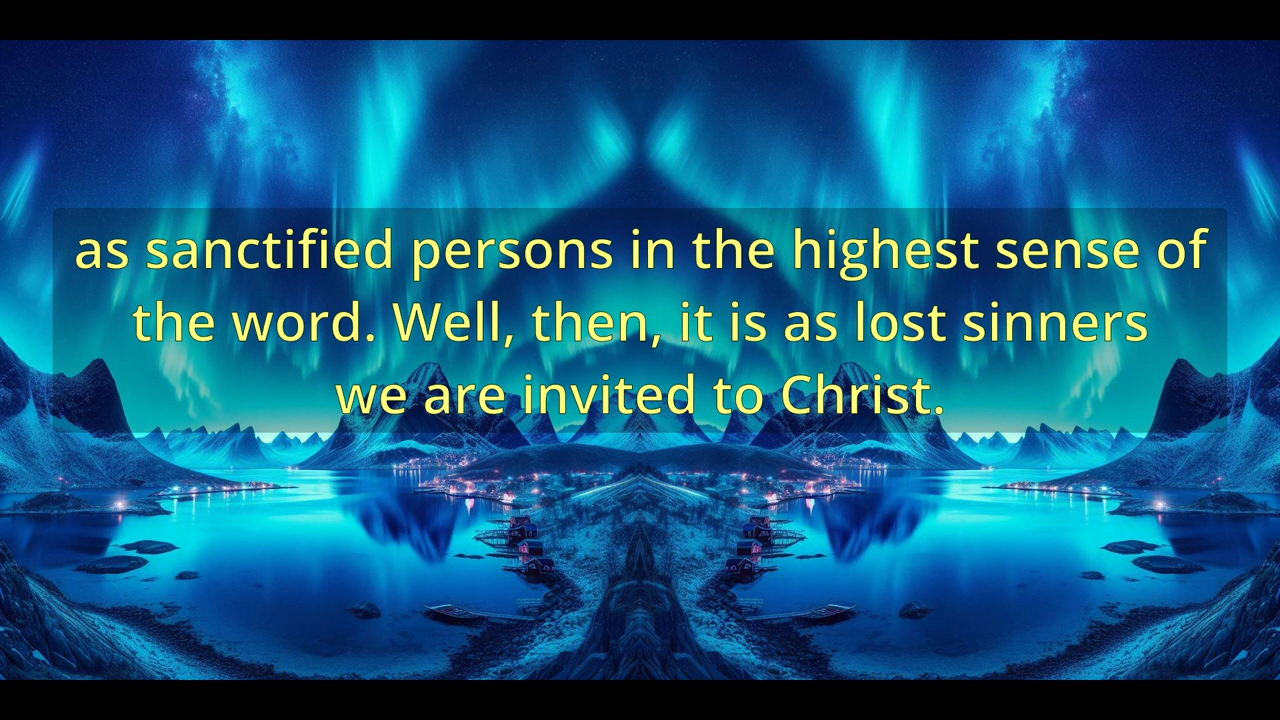 as sanctified persons in the highest sense of
the word. Well, then, it is as lost sinners
we are invited to Christ.